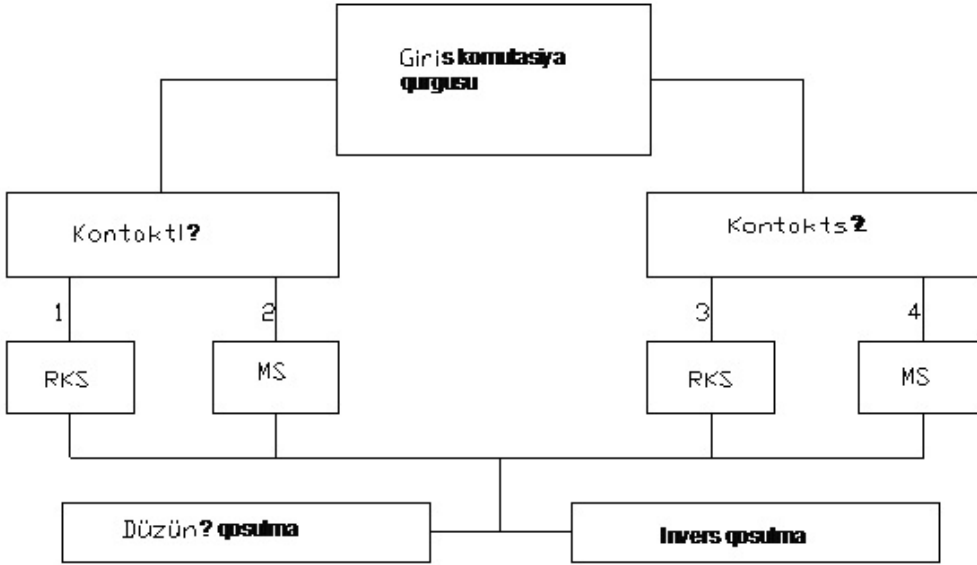 Giris komutasiya
qurgusu
Kontaktl?
Kontakts?
1
2
3
4
RKS
MS
RKS
MS
Düzün? qosulma
Invers qosulma